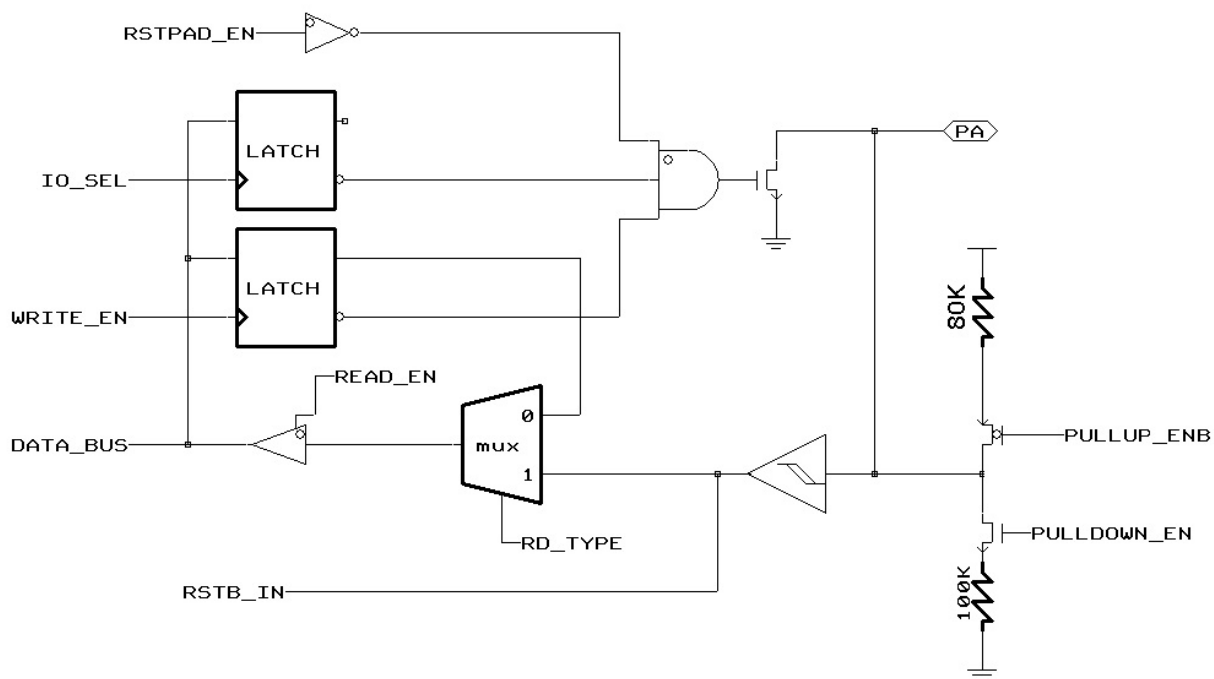 RSTPAD_EN
PA
LATCH
IO_SEL
80K
LATCH
WRITE_EN
READ_EN
0
PULLUP_ENB
DATA_BUS
mux
1
PULLDOWN_EN
RD_TYPE
100K
RSTB_IN